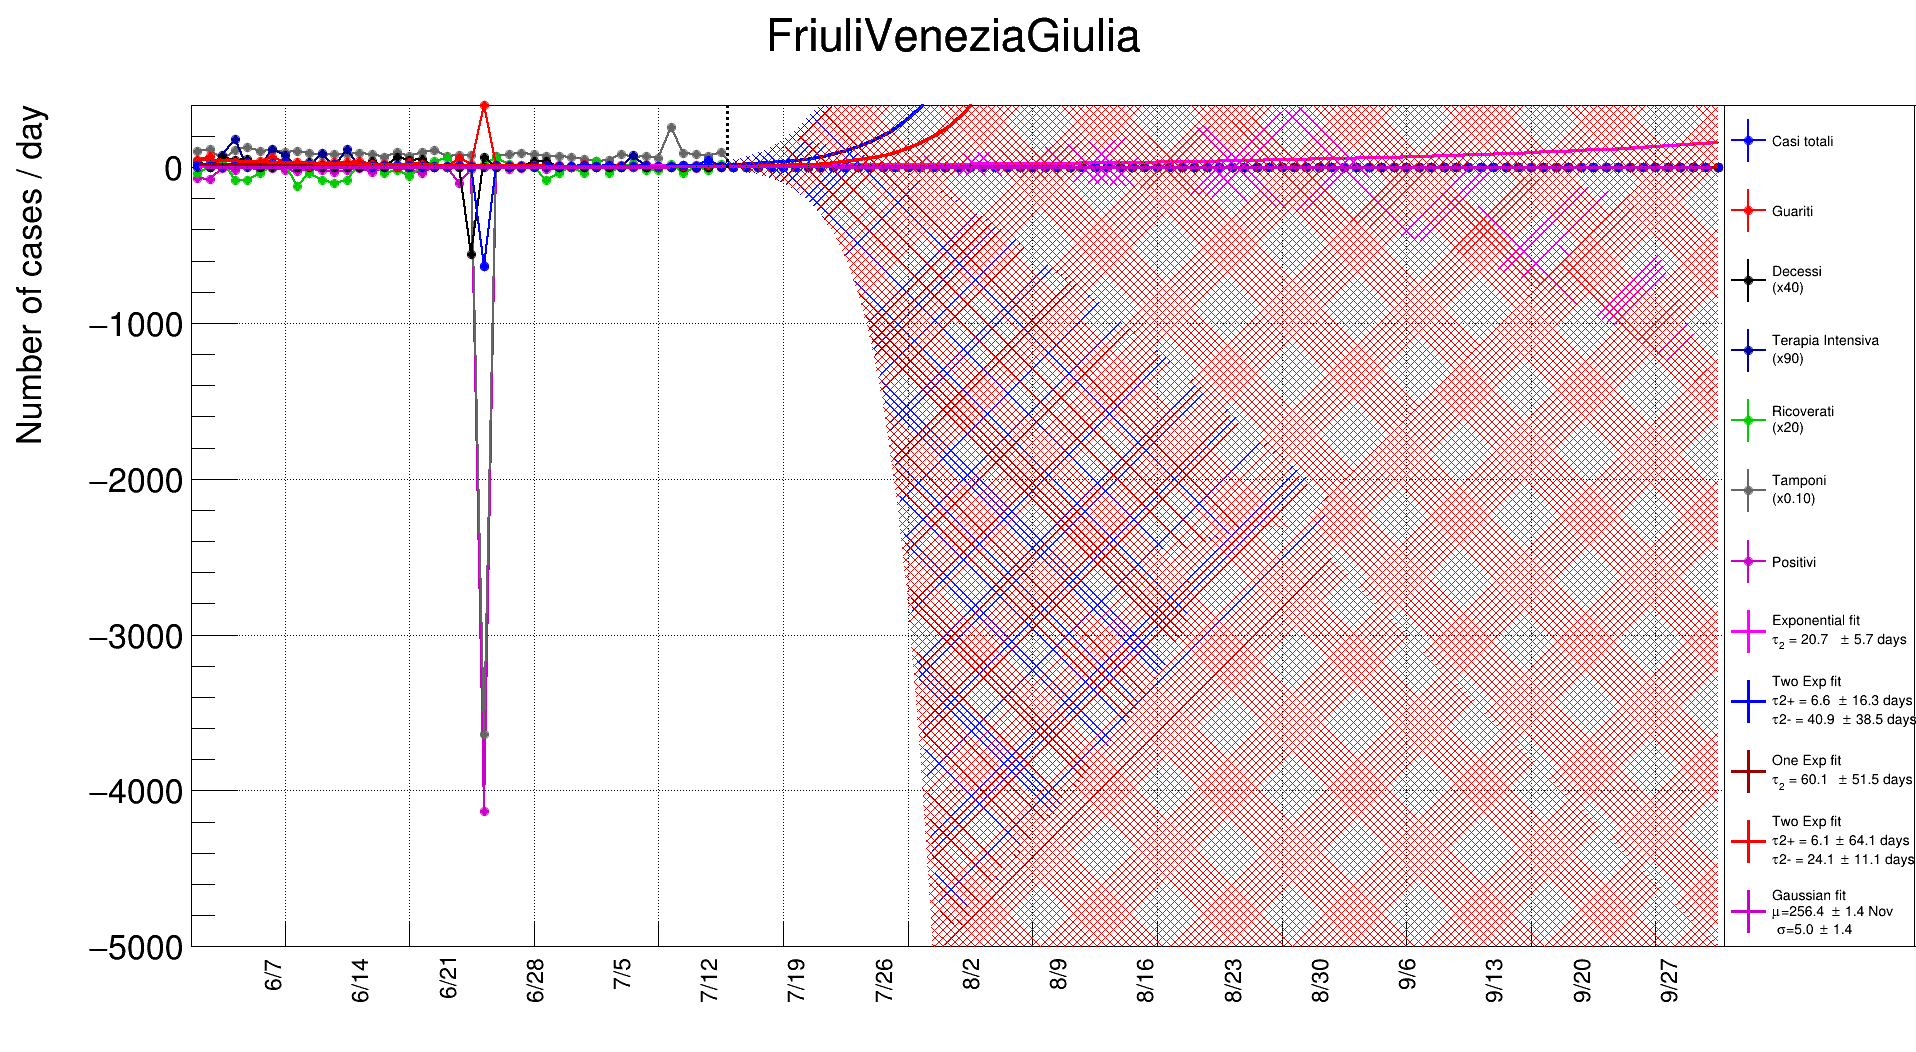 FriuliVeneziaGiulia
Number of cases / day
0
−1000
−2000
−3000
−4000
−5000
6/7
6/14
6/21
6/28
7/5
7/12
7/19
7/26
8/2
8/9
8/16
8/23
8/30
9/6
9/13
9/20
9/27
Casi totali
Guariti
Decessi
(x40)
Terapia Intensiva
(x90)
Ricoverati
(x20)
Tamponi
(x0.10)
Positivi
Exponential fit
τ2 = 20.7 ± 5.7 days
Two Exp fit
τ2+ = 6.6 ± 16.3 days
τ2- = 40.9 ± 38.5 days
One Exp fit
τ2 = 60.1 ± 51.5 days
Two Exp fit
τ2+ = 6.1 ± 64.1 days
τ2- = 24.1 ± 11.1 days
Gaussian fit
μ=256.4 ± 1.4 Nov
σ=5.0 ± 1.4